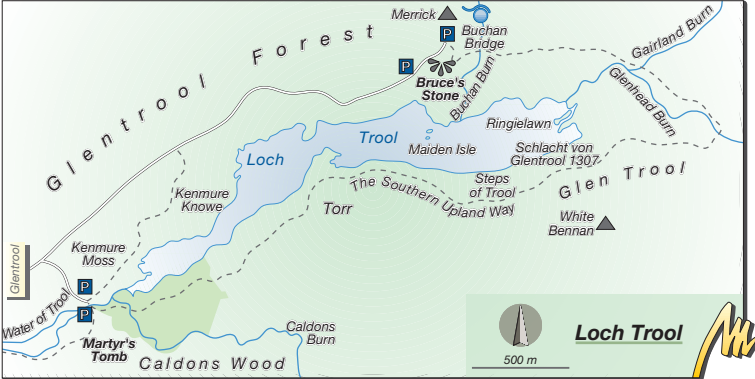 Merrick
Buchan
Bridge
Gairland Burn
Glentrool Forest
P
P
Bruce's
Stone
Buchan Burn
Glenhead Burn
Ringielawn
Trool
Maiden Isle
Schlacht von
Glentrool 1307
Loch
Steps
of Trool
Glen Trool
The Southern Upland Way
Kenmure
Knowe
Torr
White
Bennan
Kenmure
Moss
Glentrool
P
P
Water of Trool
Martyr's
Tomb
Caldons
Burn
Caldons Wood
500 m
Loch Trool